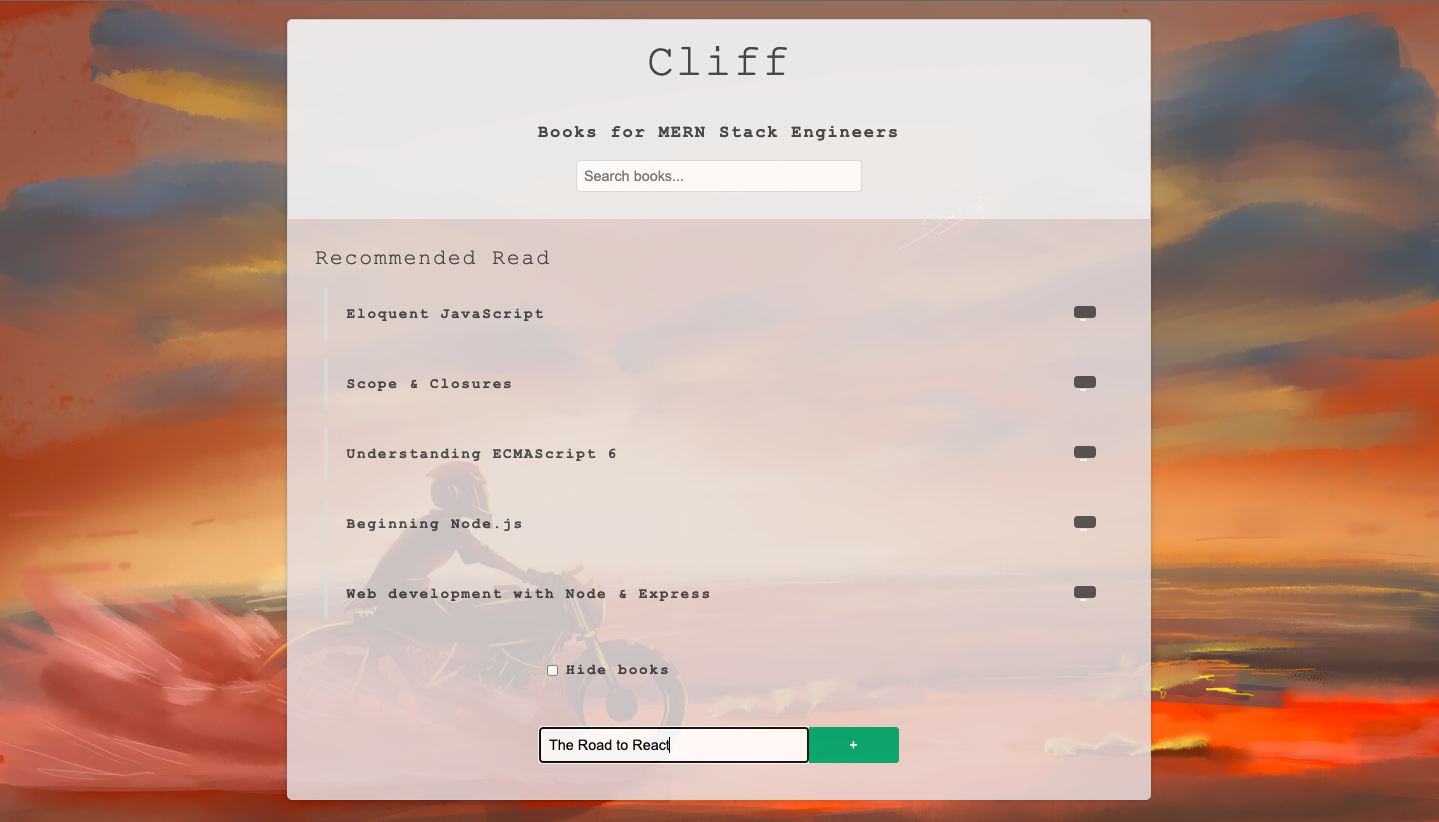 Cliff
Books for MERN Stack Engineers
Search books...
Recommended Read
Eloquent JavaScript
Scope & Closures
Understanding ECMAScript 6
Beginning Node.js
Web development with Node & Express
Hide books
The Road to React
+